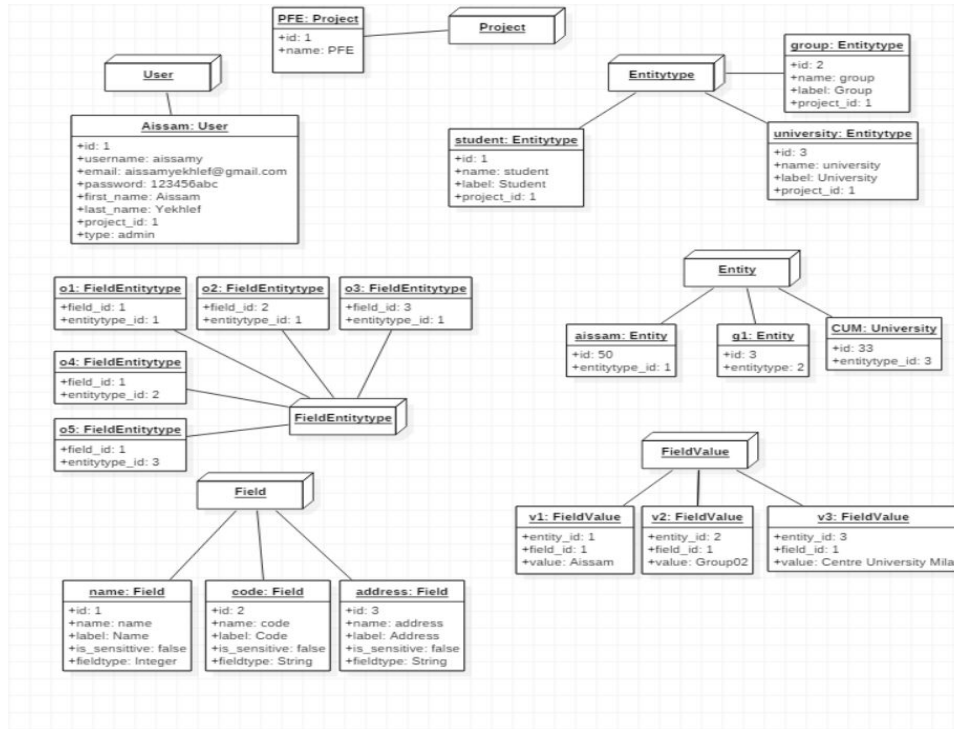 PFE: Project
+id: 1
+name: PFE
Project
User
Aissam: User
+id: 1
+username: aissamy
+email: aissamyekhlef@gmail.com
+password: 123456abc
+first_name: Aissam
+last_name: Yekhlef
+project_id: 1
+type: admin
Entitytype
group: Entitytype
+id: 2
+name: group
+label: Group
+project_id: 1
student: Entitytype
+id: 1
+name: student
+label: Student
+project_id: 1
university: Entitytype
+id: 3
+name: university
+label: University
+project_id: 1
o1: FieldEntitytype
+field_id: 1
+entitytype_id: 1
o2: FieldEntitytype
+field_id: 2
+entitytype_id: 1
o3: FieldEntitytype
+field_id: 3
+entitytype_id: 1
o4: FieldEntitytype
+field_id: 1
+entitytype_id: 2
o5: FieldEntitytype
+field_id: 1
+entitytype_id: 3
FieldEntitytype
Entity
aissam: Entity
+id: 50
+entitytype_id: 1
g1: Entity
+id: 3
+entitytype: 2
CUM: University
+id: 33
+entitytype_id: 3
Field
name: Field
+id: 1
+name: name
+label: Name
+is_sensittive: false
+fieldtype: Integer
code: Field
+id: 2
+name: code
+label: Code
+is_sensitive: false
+fieldtype: String
address: Field
+id: 3
+name: address
+label: Address
+is_sensitive: false
+fieldtype: String
FieldValue
v1: FieldValue
+entity_id: 1
+field_id: 1
+value: Aissam
v2: FieldValue
+entity_id: 2
+field_id: 1
+value: Group02
v3: FieldValue
+entity_id: 3
+field_id: 1
+value: Centre University Mila